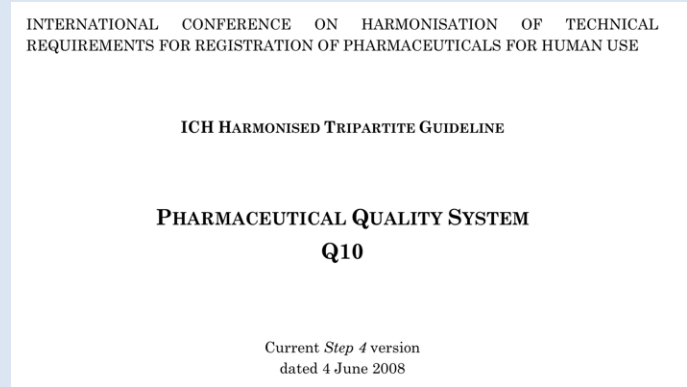 INTERNATIONAL CONFERENCE ON HARMONISATION OF TECHNICAL
REQUIREMENTS FOR REGISTRATION OF PHARMACEUTICALS FOR HUMAN USE
ICH HARMONISED TRIPARTITE GUIDELINE
PHARMACEUTICAL QUALITY SYSTEM
Q10
Current Step 4 version
dated 4 June 2008